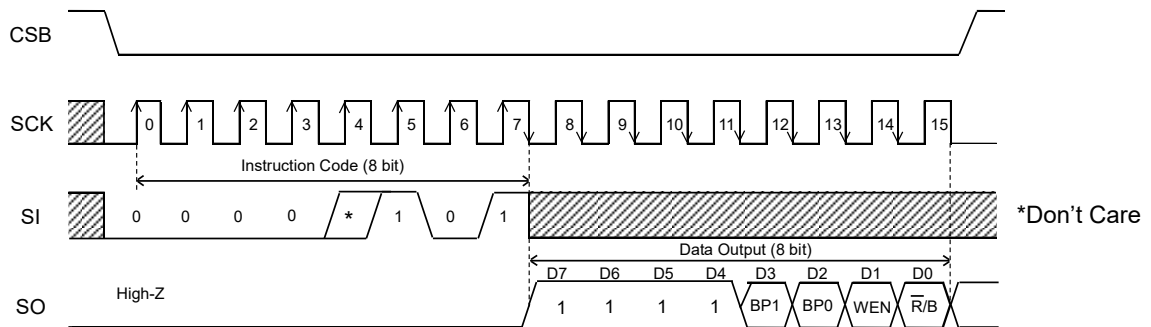 CSB
SCK 0 1 2 3 4 5 6 7 8 9 10 11 12 13 14 15
Instruction Code (8 bit)
SI 0 0 0 0 * 1 0 1 *Don't Care
Data Output (8 bit)
D7 D6 D5 D4 D3 D2 D1 D0
High-Z
SO 1 1 1 1 BP1 BP0 WEN R̅/B